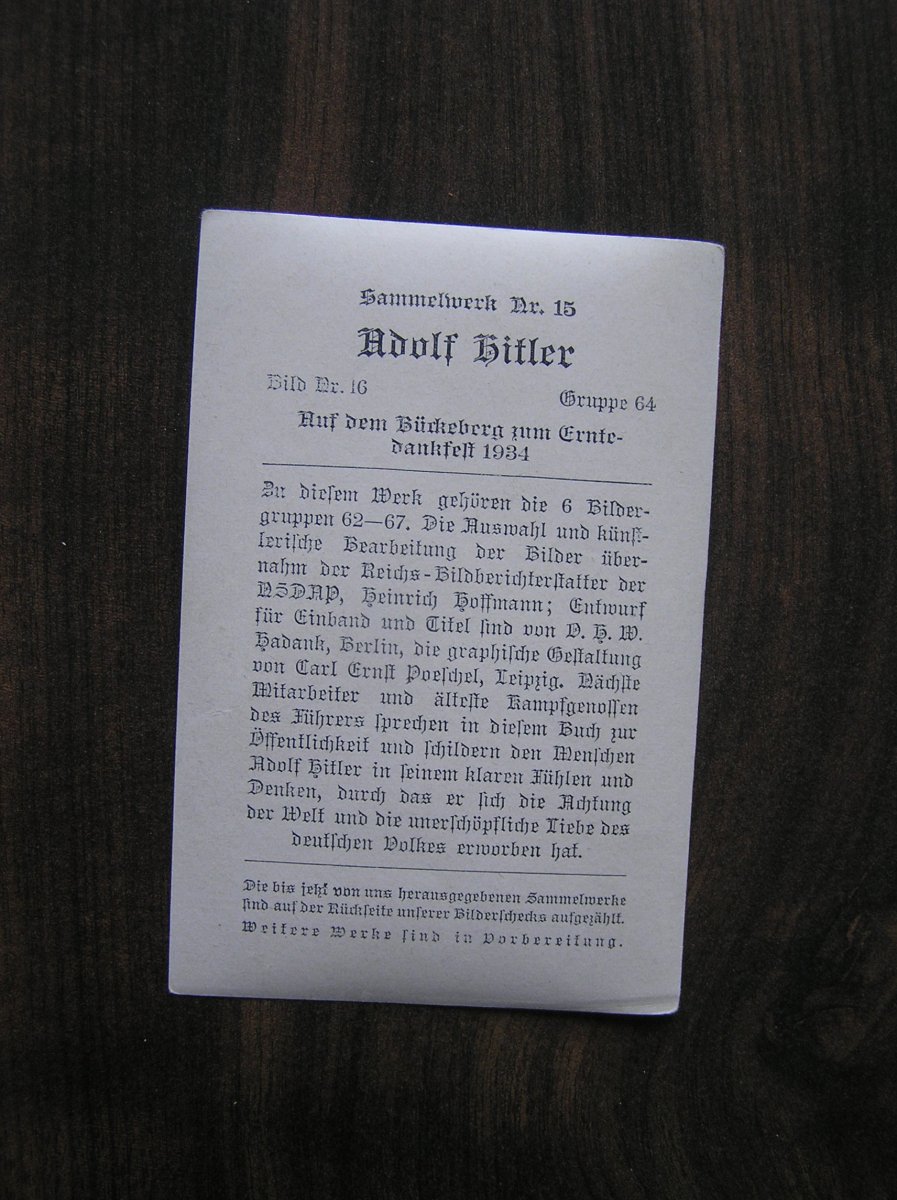 Sammelwerk Nr. 15
Adolf Hitler
Bild Nr. 16
Gruppe 64
Auf dem Bückeberg zum Ernte-
dankfest 1934
Zu diesem Werk gehören die 6 Bilder-
gruppen 62—67. Die Auswahl und künst-
lerische Bearbeitung der Bilder über-
nahm der Reichs-Bildberichterstatter der
NSDAP, Heinrich Hoffmann; Entwurf
für Einband und Titel sind von O. H. W.
Hadank, Berlin, die graphische Gestaltung
von Carl Ernst Poeschel, Leipzig. Nächste
Mitarbeiter und älteste Kampfgenossen
des Führers sprechen in diesem Buch zur
Öffentlichkeit und schildern den Menschen
Adolf Hitler in seinem klaren Fühlen und
Denken, durch das er sich die Achtung
der Welt und die unerschöpfliche Liebe des
deutschen Volkes erworben hat.
Die bis jetzt von uns herausgegebenen Sammelwerke
sind auf der Rückseite unserer Bilderschecks aufgezählt.
Weitere Werke sind in Vorbereitung.